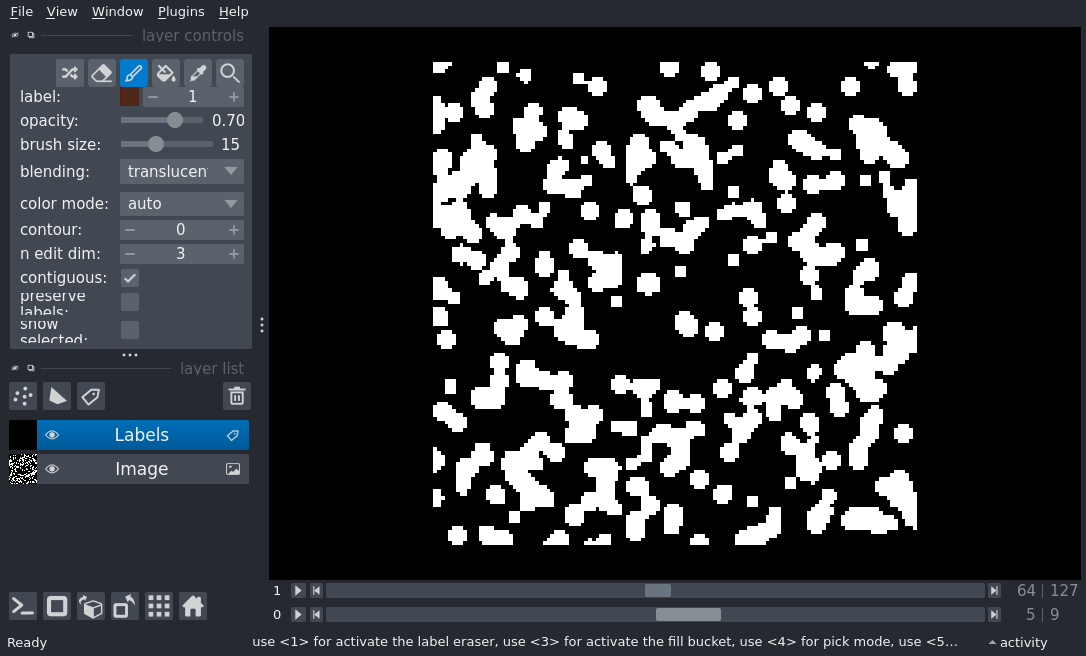 File View Window Plugins Help
layer controls
label: 1
opacity: 0.70
brush size: 15
blending: translucen
color mode: auto
contour: 0
n edit dim: 3
contiguous:
preserve
labels:
show
selected:
layer list
Labels
Image
1 64 | 127
0 5 | 9
Ready use <1> for activate the label eraser, use <3> for activate the fill bucket, use <4> for pick mode, use <5... activity